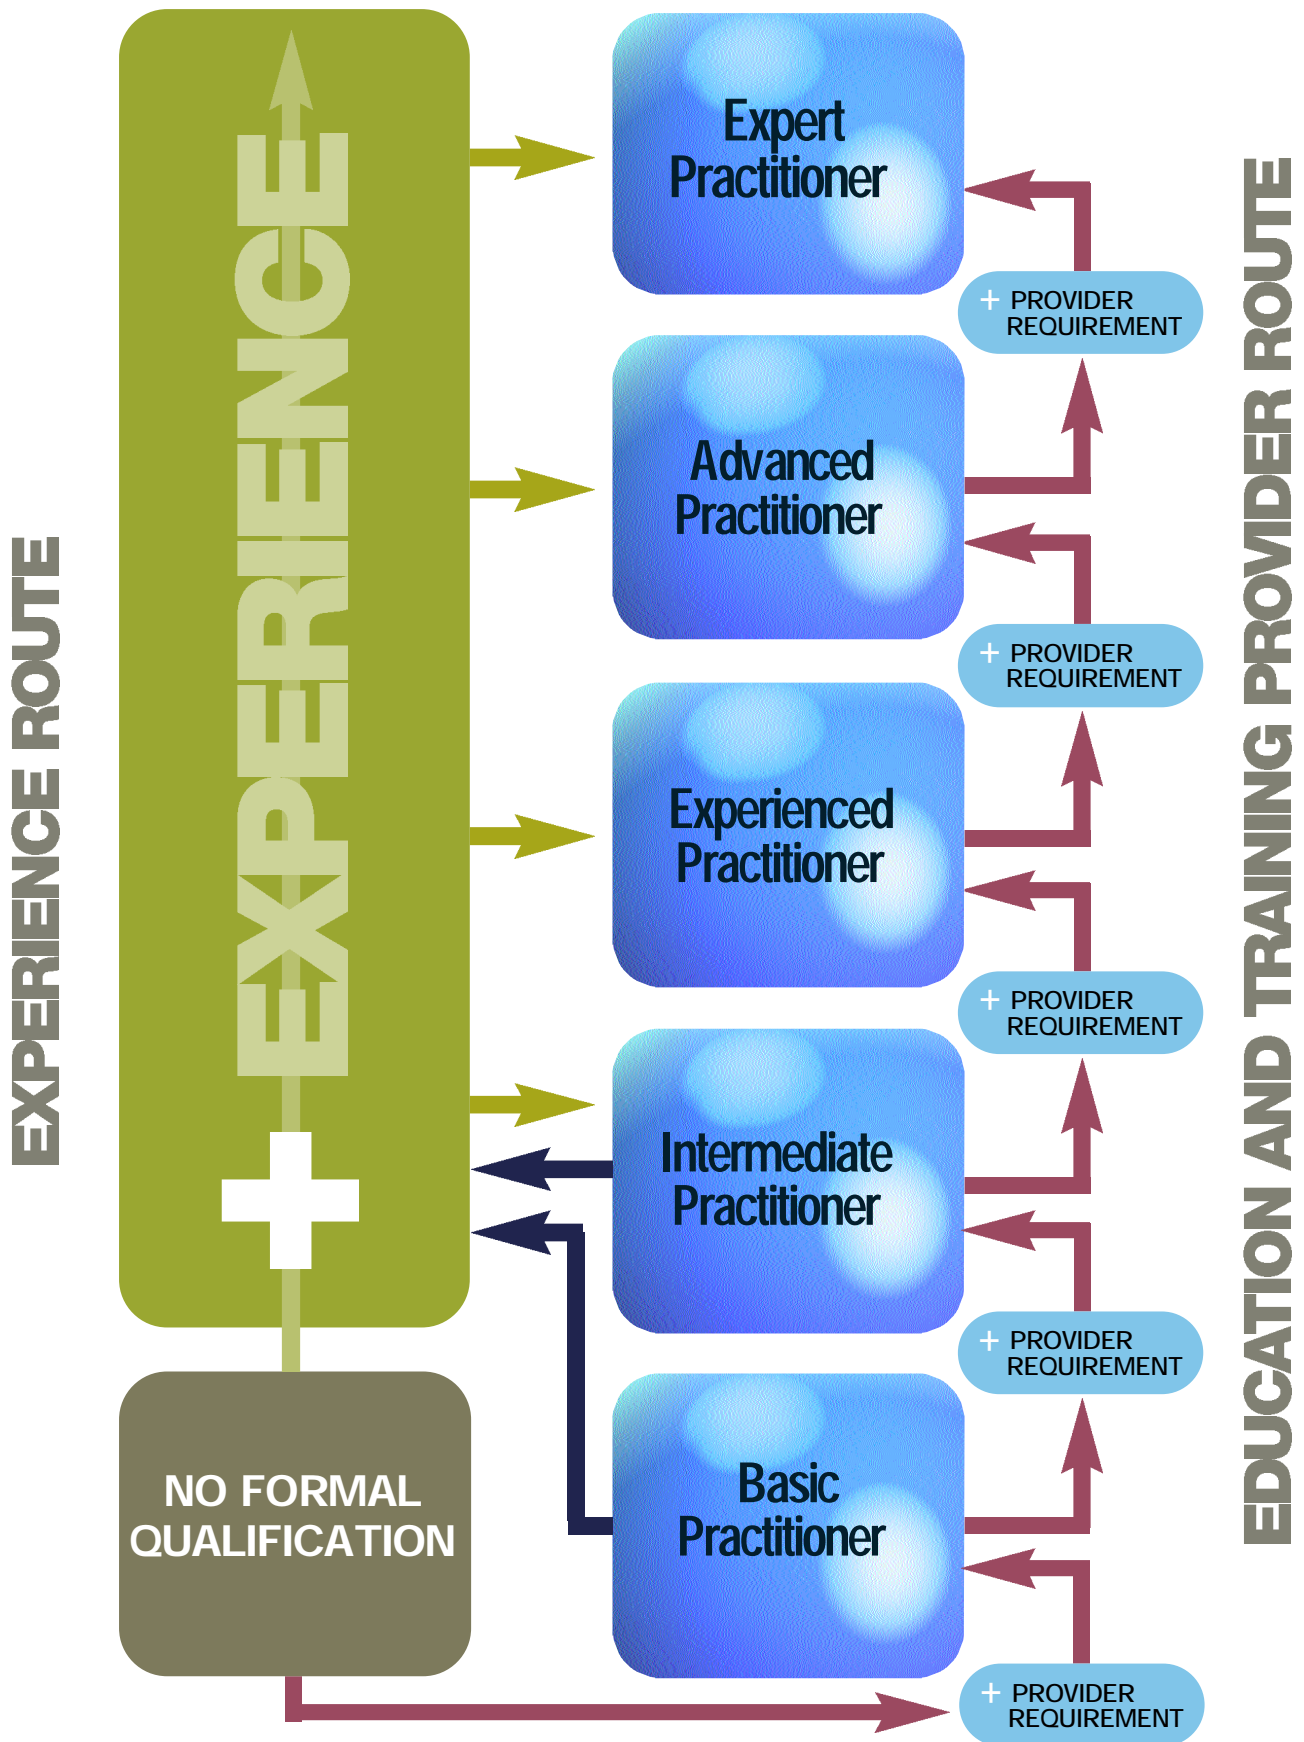 EXPERIENCE ROUTE
EXPERIENCE
+
NO FORMAL
QUALIFICATION
Expert
Practitioner
+ PROVIDER
REQUIREMENT
Advanced
Practitioner
+ PROVIDER
REQUIREMENT
Experienced
Practitioner
+ PROVIDER
REQUIREMENT
Intermediate
Practitioner
+ PROVIDER
REQUIREMENT
Basic
Practitioner
+ PROVIDER
REQUIREMENT
EDUCATION AND TRAINING PROVIDER ROUTE